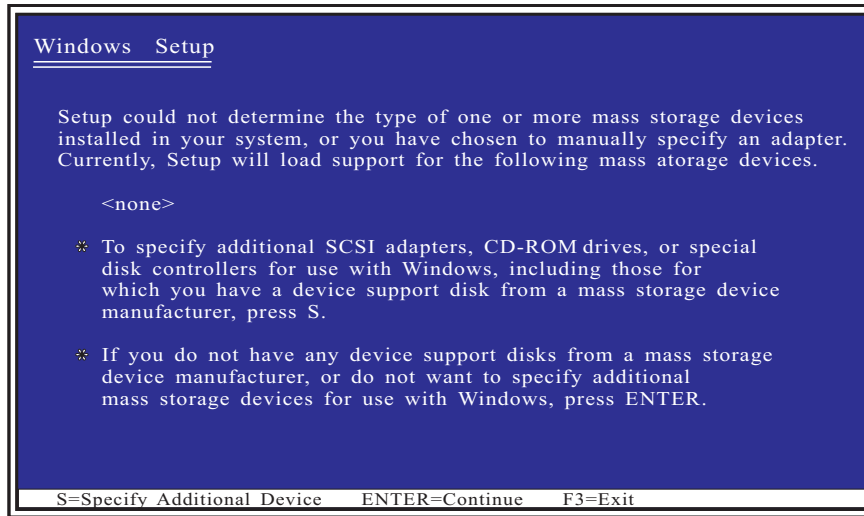 Windows Setup
Setup could not determine the type of one or more mass storage devices
installed in your system, or you have chosen to manually specify an adapter.
Currently, Setup will load support for the following mass atorage devices.
<none>
* To specify additional SCSI adapters, CD-ROM drives, or special
disk controllers for use with Windows, including those for
which you have a device support disk from a mass storage device
manufacturer, press S.
* If you do not have any device support disks from a mass storage
device manufacturer, or do not want to specify additional
mass storage devices for use with Windows, press ENTER.
S=Specify Additional Device ENTER=Continue F3=Exit